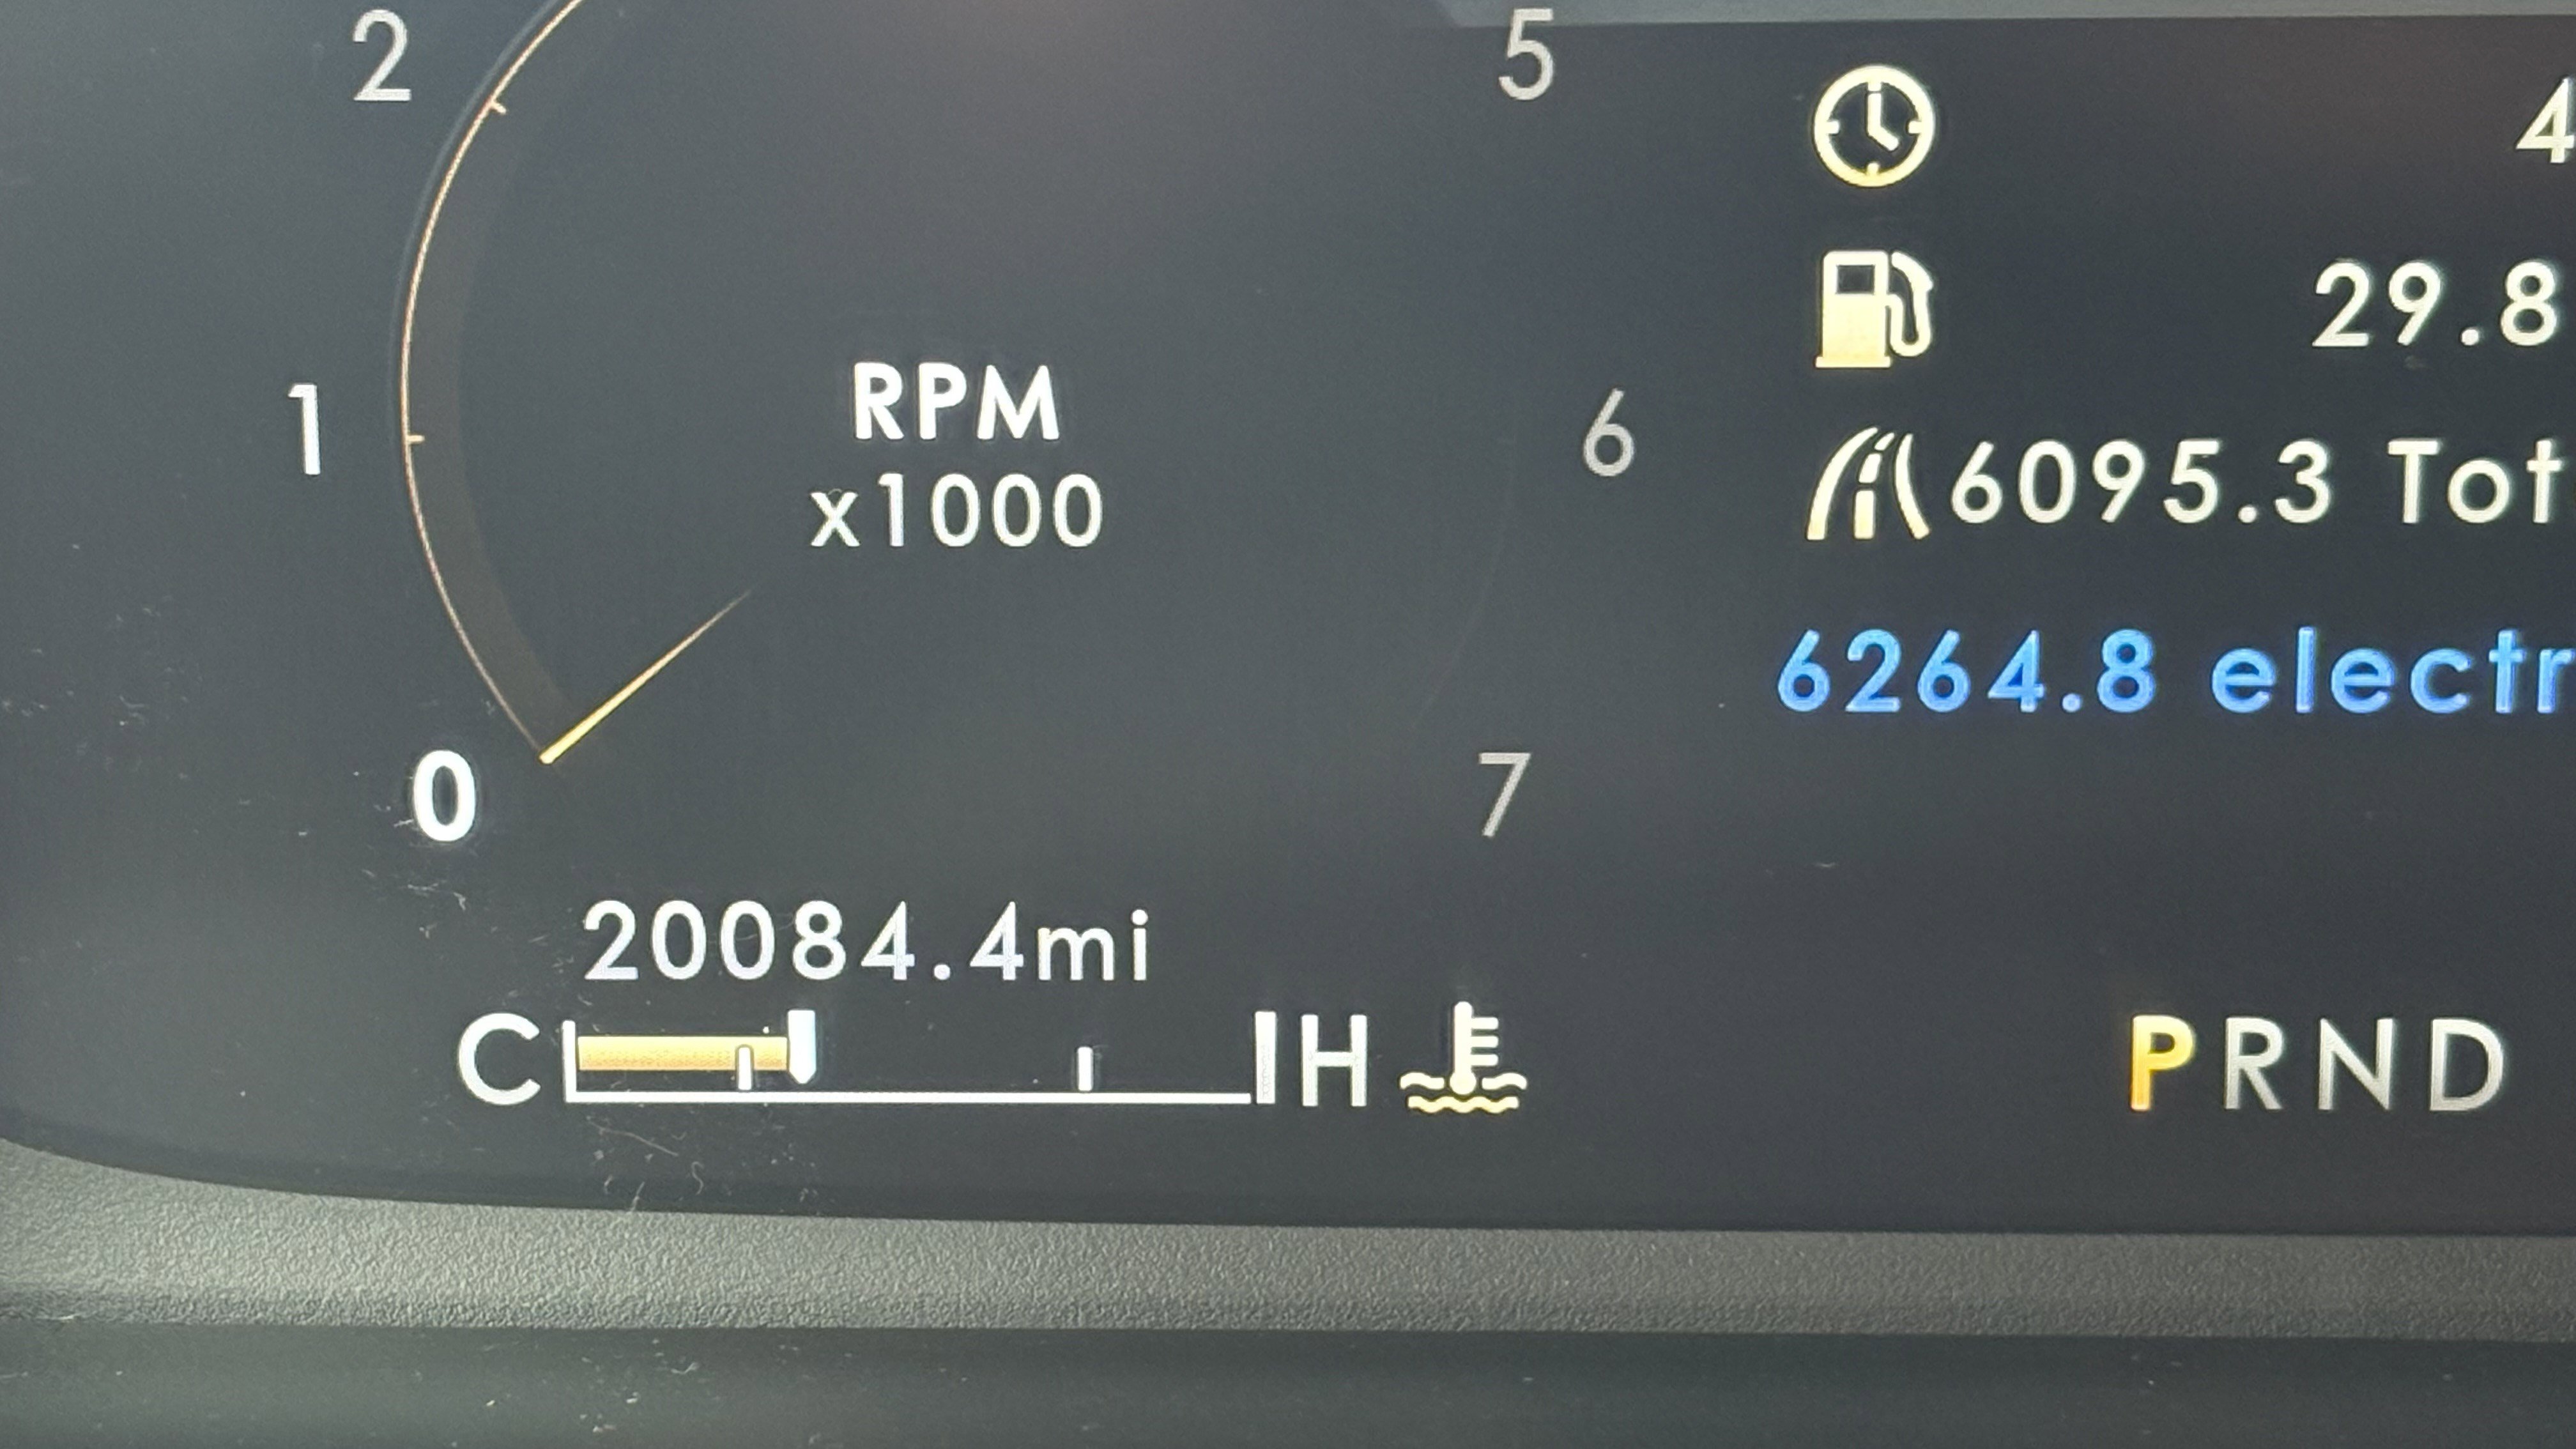 2
5
4
29.8
RPM
1
6
6095.3 Tot
x1000
6264.8 electr
0
7
20084.4mi
C H
PRND